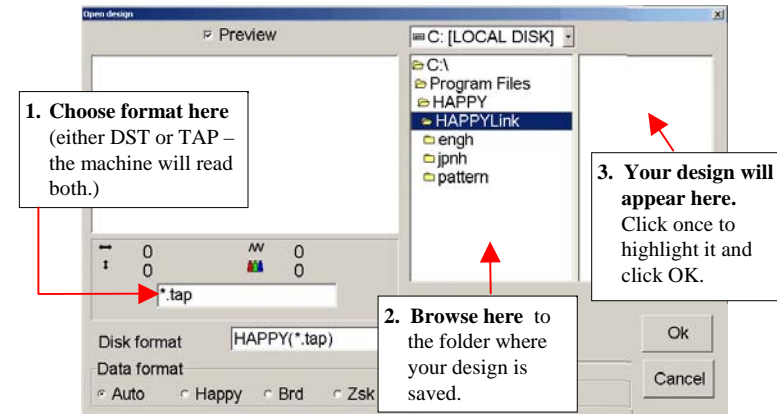 Open design
Preview
C: [LOCAL DISK]
C:\
Program Files
HAPPY
HAPPYLink
engh
jpnh
pattern
1. Choose format here
(either DST or TAP –
the machine will read
both.)
3. Your design will
appear here.
Click once to
highlight it and
click OK.
0
0
0
0
*.tap
2. Browse here to
the folder where
your design is
saved.
Disk format
HAPPY(*.tap)
Data format
Auto
Happy
Brd
Zsk
Ok
Cancel